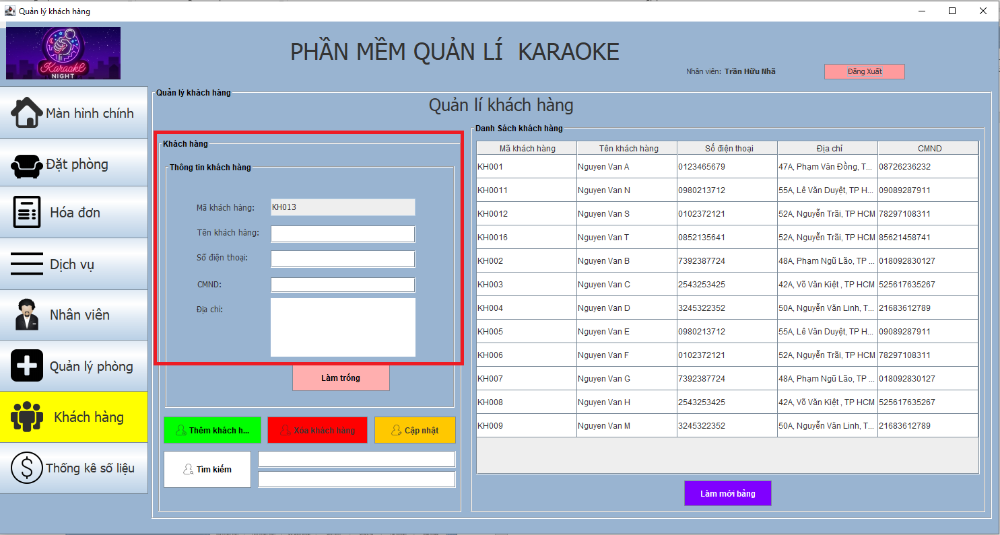 Quản lý khách hàng
Karaoke
NIGHT
PHẦN MỀM QUẢN LÍ KARAOKE
Nhân viên: Trần Hữu Nhã
Đăng Xuất
Màn hình chính
Đặt phòng
Hóa đơn
Dịch vụ
Nhân viên
Quản lý phòng
Khách hàng
Thống kê số liệu
Quản lý khách hàng
Quản lí khách hàng
Khách hàng
Thông tin khách hàng
Mã khách hàng: KH013
Tên khách hàng:
Số điện thoại:
CMND:
Địa chỉ:
Làm trống
Thêm khách h...
Xóa khách hàng
Cập nhật
Tìm kiếm
Danh Sách khách hàng
Mã khách hàng Tên khách hàng Số điện thoại Địa chỉ CMND
KH001 Nguyen Van A 0123465679 47A, Phạm Văn Đồng, T... 08726236232
KH0011 Nguyen Van N 0980213712 55A, Lê Văn Duyệt, TP H... 09089287911
KH0012 Nguyen Van S 0102372121 52A, Nguyễn Trãi, TP HCM 78297108311
KH0016 Nguyen Van T 0852135641 52A, Nguyễn Trãi, TP HCM 85621458741
KH002 Nguyen Van B 7392387724 48A, Phạm Ngũ Lão, TP ... 018092830127
KH003 Nguyen Van C 2543253425 42A, Võ Văn Kiệt , TP HCM 525617635267
KH004 Nguyen Van D 3245322352 50A, Nguyễn Văn Linh, T... 21683612789
KH005 Nguyen Van E 0980213712 55A, Lê Văn Duyệt, TP H... 09089287911
KH006 Nguyen Van F 0102372121 52A, Nguyễn Trãi, TP HCM 78297108311
KH007 Nguyen Van G 7392387724 48A, Phạm Ngũ Lão, TP ... 018092830127
KH008 Nguyen Van H 2543253425 42A, Võ Văn Kiệt , TP HCM 525617635267
KH009 Nguyen Van M 3245322352 50A, Nguyễn Văn Linh, T... 21683612789
Làm mới bảng